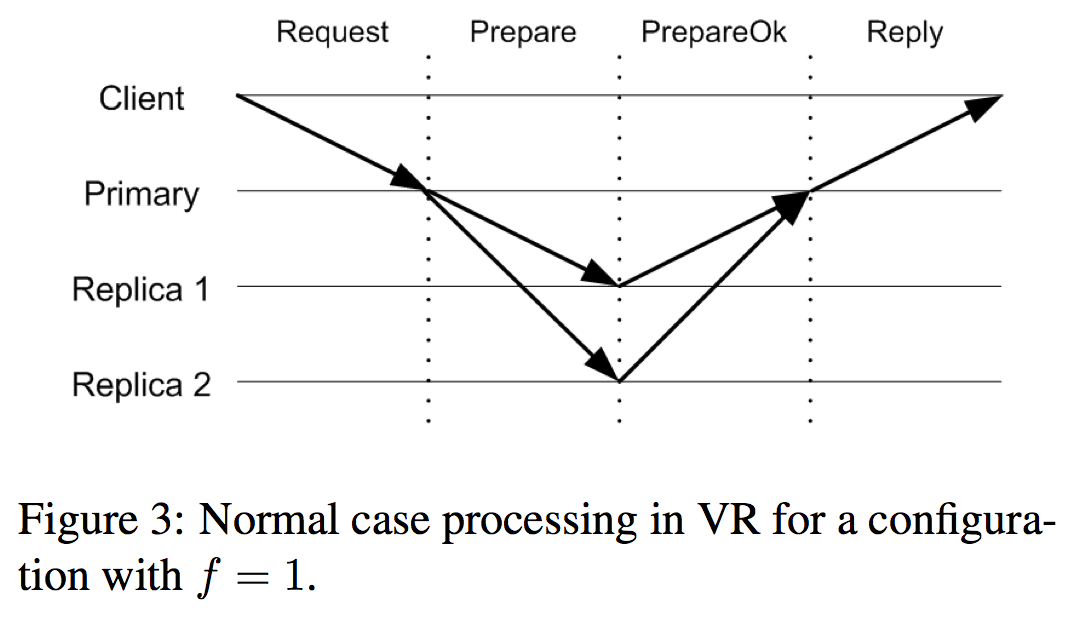 Request Prepare PrepareOk Reply
Client
Primary
Replica 1
Replica 2
Figure 3: Normal case processing in VR for a configura-
tion with f = 1.